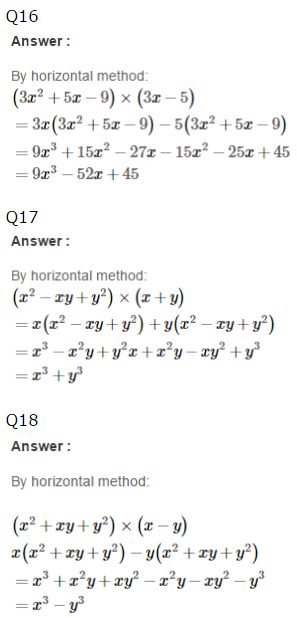 Q16
Answer :
By horizontal method:
(3x² + 5x − 9) × (3x − 5)
= 3x(3x² + 5x − 9) − 5(3x² + 5x − 9)
= 9x³ + 15x² − 27x − 15x² − 25x + 45
= 9x³ − 52x + 45
Q17
Answer :
By horizontal method:
(x² − xy + y²) × (x + y)
= x(x² − xy + y²) + y(x² − xy + y²)
= x³ − x²y + y²x + x²y − xy² + y³
= x³ + y³
Q18
Answer :
By horizontal method:
(x² + xy + y²) × (x − y)
x(x² + xy + y²) − y(x² + xy + y²)
= x³ + x²y + xy² − x²y − xy² − y³
= x³ − y³